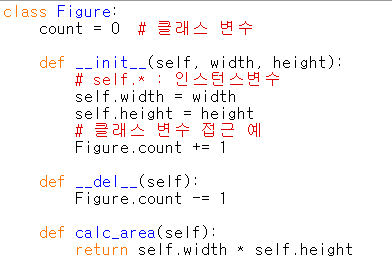 class Figure:
    count = 0  # 클래스 변수

    def __init__(self, width, height):
        # self.* : 인스턴스변수
        self.width = width
        self.height = height
        # 클래스 변수 접근 예
        Figure.count += 1

    def __del__(self):
        Figure.count -= 1

    def calc_area(self):
        return self.width * self.height